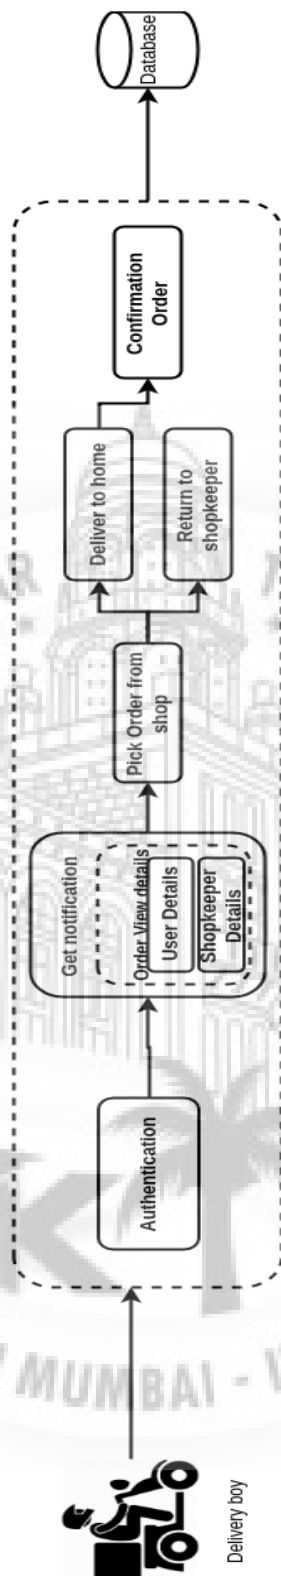 Delivery boy
Authentication
Get notification
Order View details
User Details
Shopkeeper
Details
Pick Order from
shop
Deliver to home
Return to
shopkeeper
Confirmation
Order
Database
MUMBAI -